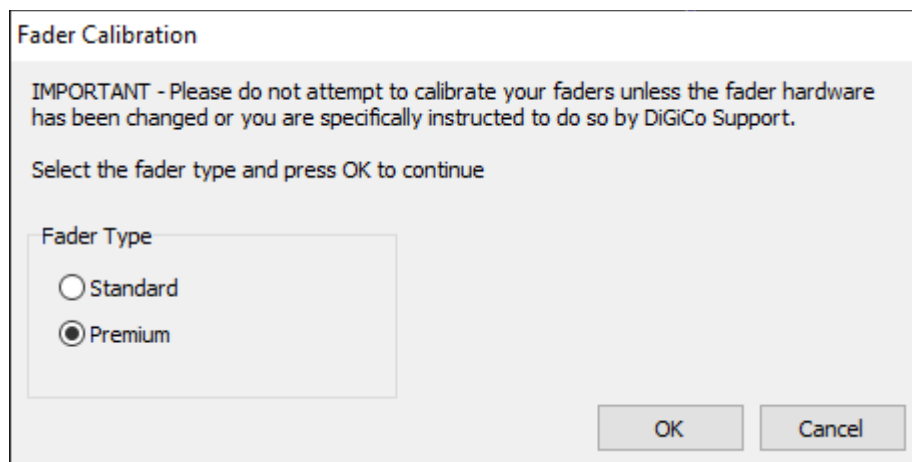 Fader Calibration
IMPORTANT - Please do not attempt to calibrate your faders unless the fader hardware
has been changed or you are specifically instructed to do so by DiGiCo Support.
Select the fader type and press OK to continue
Fader Type
Standard
Premium
OK
Cancel